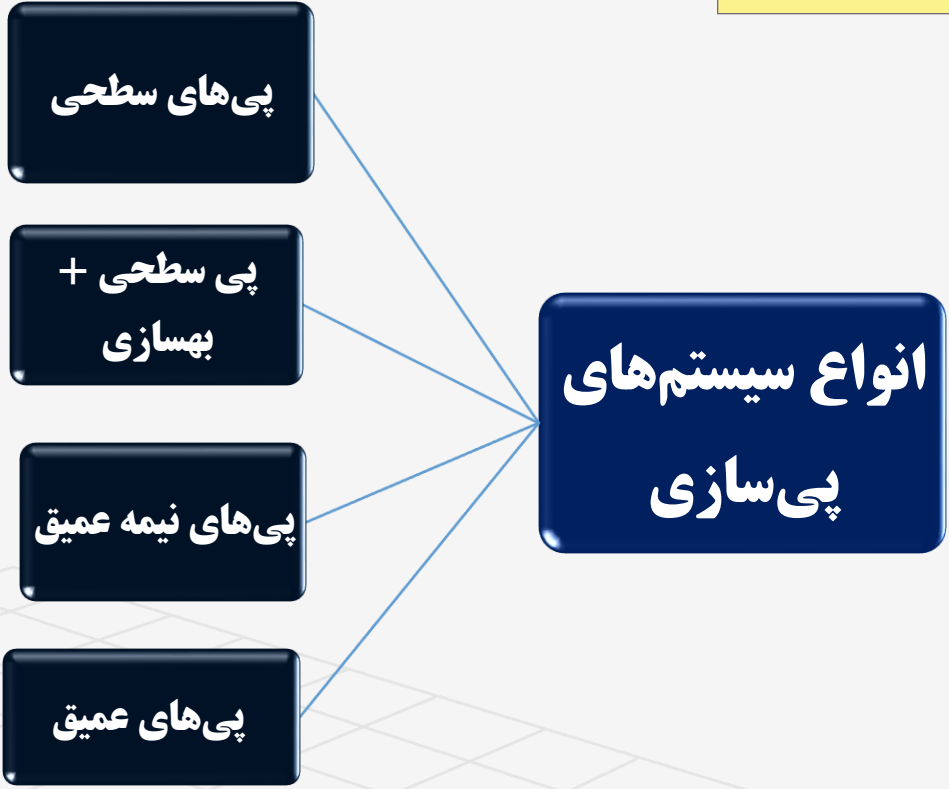 انواع سیستم‌های
پی‌سازی
پی‌های سطحی
پی سطحی +
بهسازی
پی‌های نیمه عمیق
پی‌های عمیق